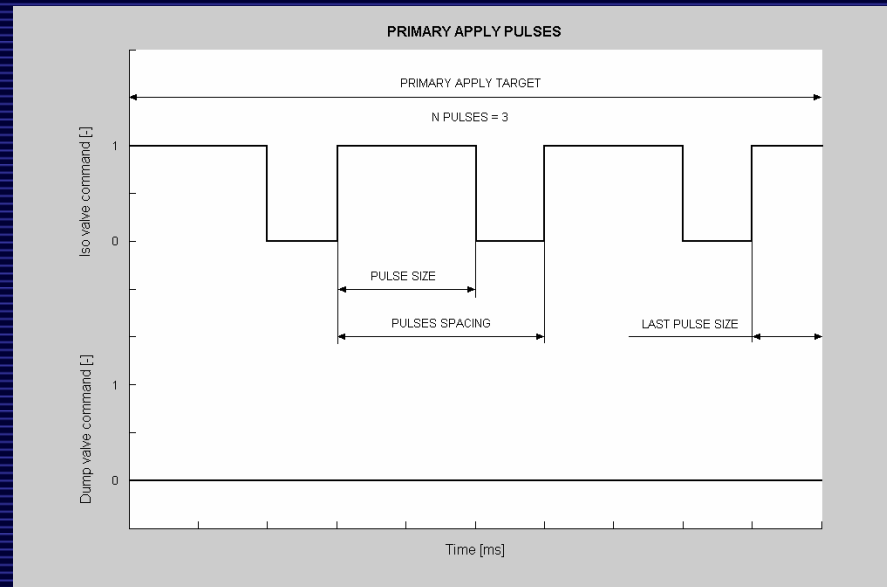 PRIMARY APPLY PULSES
PRIMARY APPLY TARGET
N PULSES = 3
Iso valve command [-]
1
0
PULSE SIZE
PULSES SPACING
LAST PULSE SIZE
Dump valve command [-]
1
0
Time [ms]